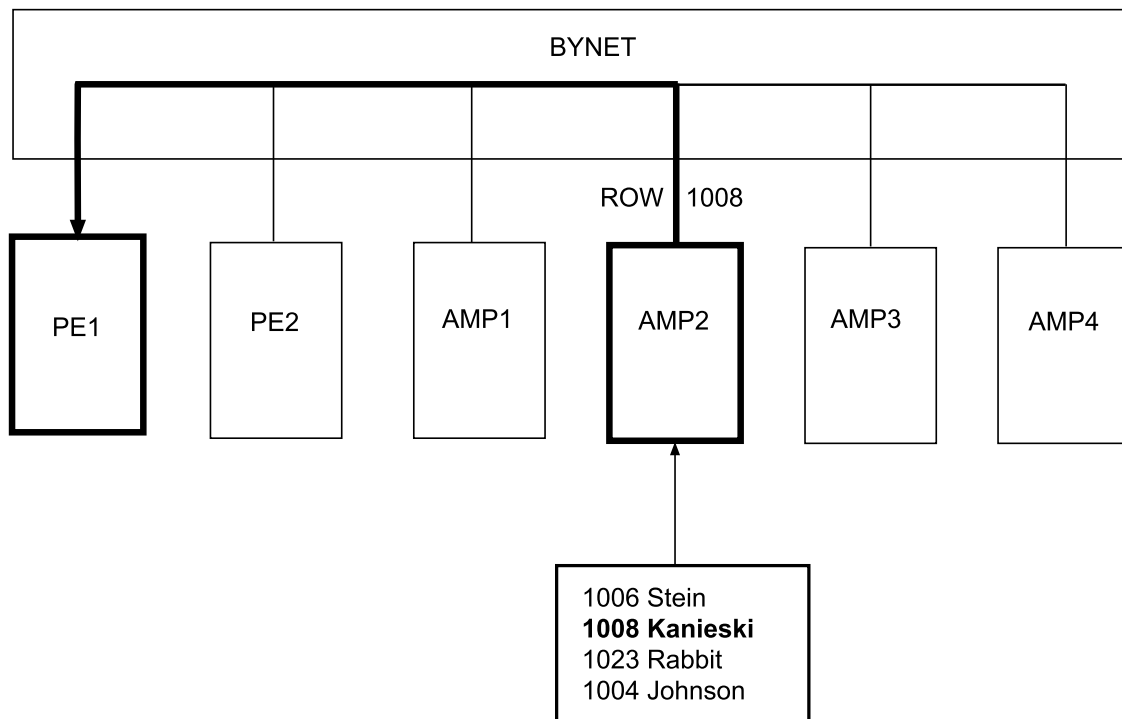 BYNET
ROW 1008
PE1
PE2
AMP1
AMP2
AMP3
AMP4
1006 Stein
1008 Kanieski
1023 Rabbit
1004 Johnson